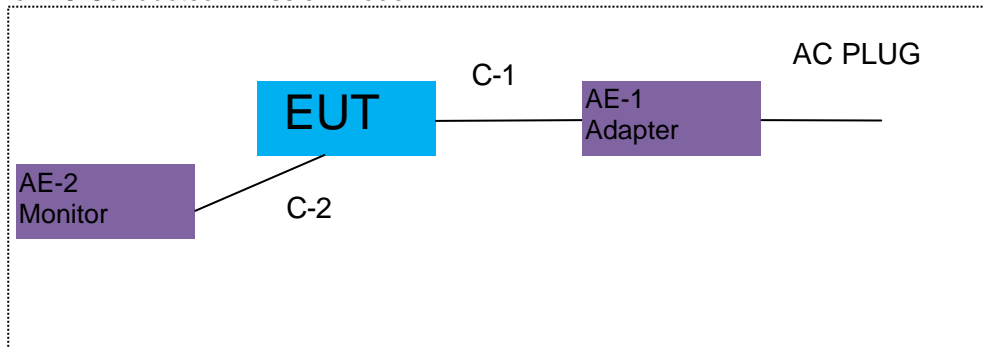 AC PLUG
C-1
EUT
AE-1
Adapter
AE-2
Monitor
C-2